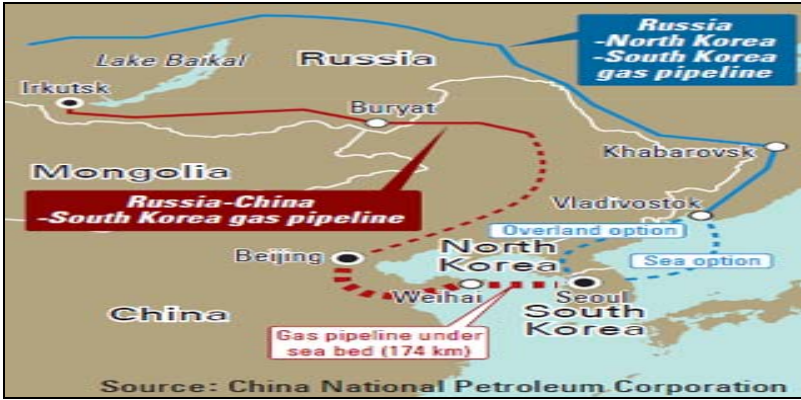 Russia
-North Korea
-South Korea
gas pipeline
Lake Baikal
Russia
Irkutsk
Buryat
Khabarovsk
Mongolia
Russia-China
-South Korea gas pipeline
Vladivostok
Overland option
North
Korea
Sea option
Beijing
Weihai
Seoul
South
Korea
China
Gas pipeline under
sea bed (174 km)
Source: China National Petroleum Corporation